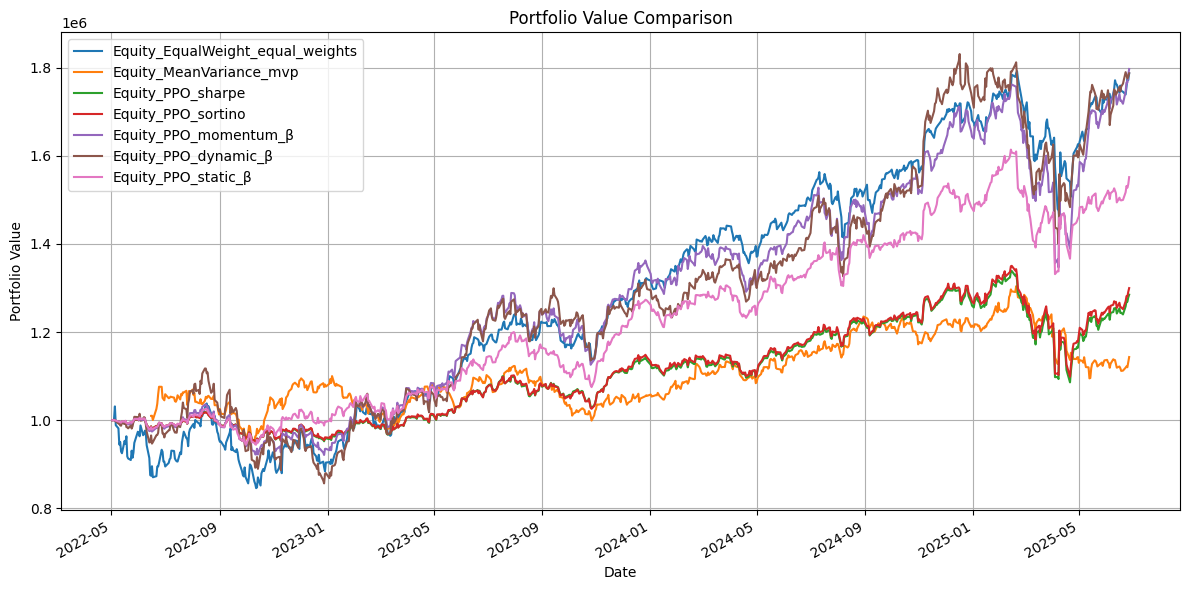 Portfolio Value Comparison
1e6
Equity_EqualWeight_equal_weights
Equity_MeanVariance_mvp
Equity_PPO_sharpe
Equity_PPO_sortino
Equity_PPO_momentum_β
Equity_PPO_dynamic_β
Equity_PPO_static_β
1.8
1.6
1.4
1.2
1.0
0.8
Portfolio Value
2022-05
2022-09
2023-01
2023-05
2023-09
2024-01
2024-05
2024-09
2025-01
2025-05
Date